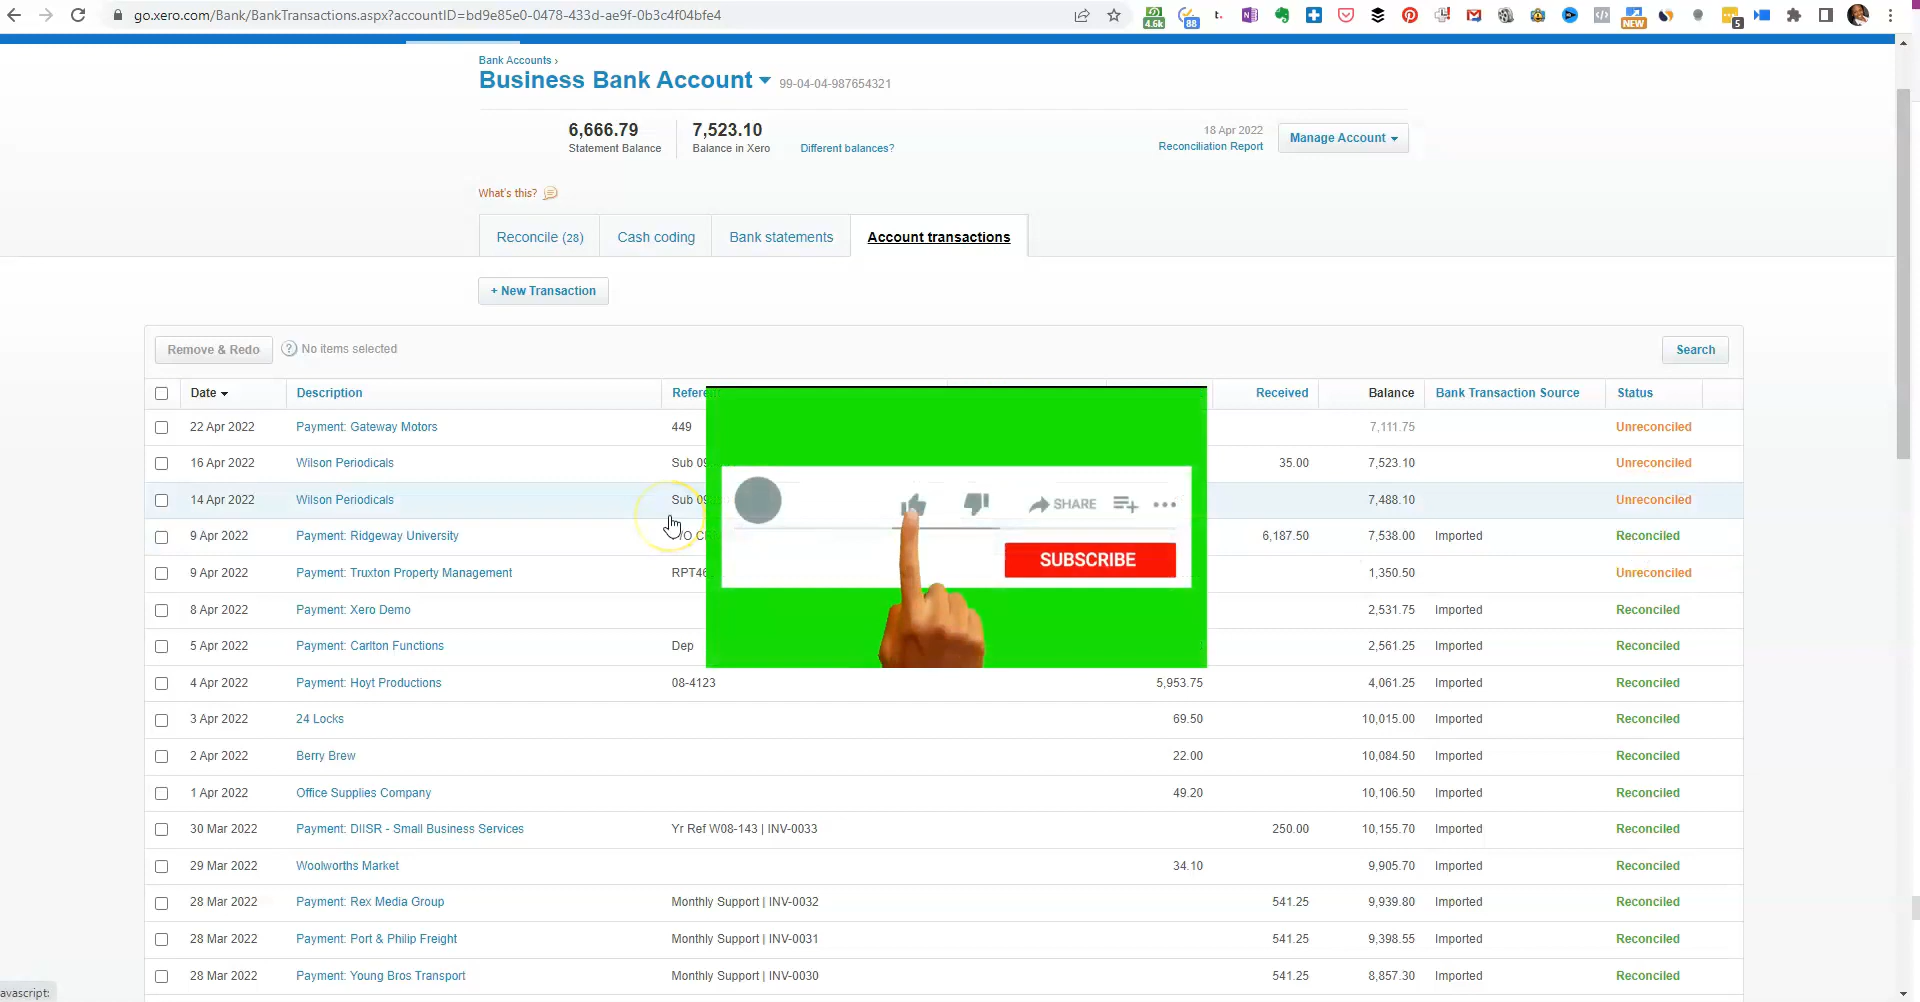 go.xero.com/Bank/BankTransactions.aspx?accountID=bd9e85e0-0478-433d-ae9f-0b3c4f04bfe4
4.6k
88
t.
NEW
5
Bank Accounts ›
Business Bank Account 99-04-04-987654321
6,666.79 7,523.10 18 Apr 2022
Statement Balance Balance in Xero Different balances? Reconciliation Report Manage Account
What's this?
Reconcile (28) Cash coding Bank statements Account transactions
+ New Transaction
Remove & Redo ? No items selected Search
Date Description Received Balance Bank Transaction Source Status
22 Apr 2022 Payment: Gateway Motors 449 7,111.75 Unreconciled
16 Apr 2022 Wilson Periodicals Sub 35.00 7,523.10 Unreconciled
14 Apr 2022 Wilson Periodicals Sub 7,488.10 Unreconciled
SHARE
9 Apr 2022 Payment: Ridgeway University 6,187.50 7,538.00 Imported Reconciled
SUBSCRIBE
9 Apr 2022 Payment: Truxton Property Management 1,350.50 Unreconciled
8 Apr 2022 Payment: Xero Demo 2,531.75 Imported Reconciled
5 Apr 2022 Payment: Carlton Functions Dep 2,561.25 Imported Reconciled
4 Apr 2022 Payment: Hoyt Productions 08-4123 5,953.75 4,061.25 Imported Reconciled
3 Apr 2022 24 Locks 69.50 10,015.00 Imported Reconciled
2 Apr 2022 Berry Brew 22.00 10,084.50 Imported Reconciled
1 Apr 2022 Office Supplies Company 49.20 10,106.50 Imported Reconciled
30 Mar 2022 Payment: DIISR - Small Business Services Yr Ref W08-143 | INV-0033 250.00 10,155.70 Imported Reconciled
29 Mar 2022 Woolworths Market 34.10 9,905.70 Imported Reconciled
28 Mar 2022 Payment: Rex Media Group Monthly Support | INV-0032 541.25 9,939.80 Imported Reconciled
28 Mar 2022 Payment: Port & Philip Freight Monthly Support | INV-0031 541.25 9,398.55 Imported Reconciled
28 Mar 2022 Payment: Young Bros Transport Monthly Support | INV-0030 541.25 8,857.30 Imported Reconciled
avascript: